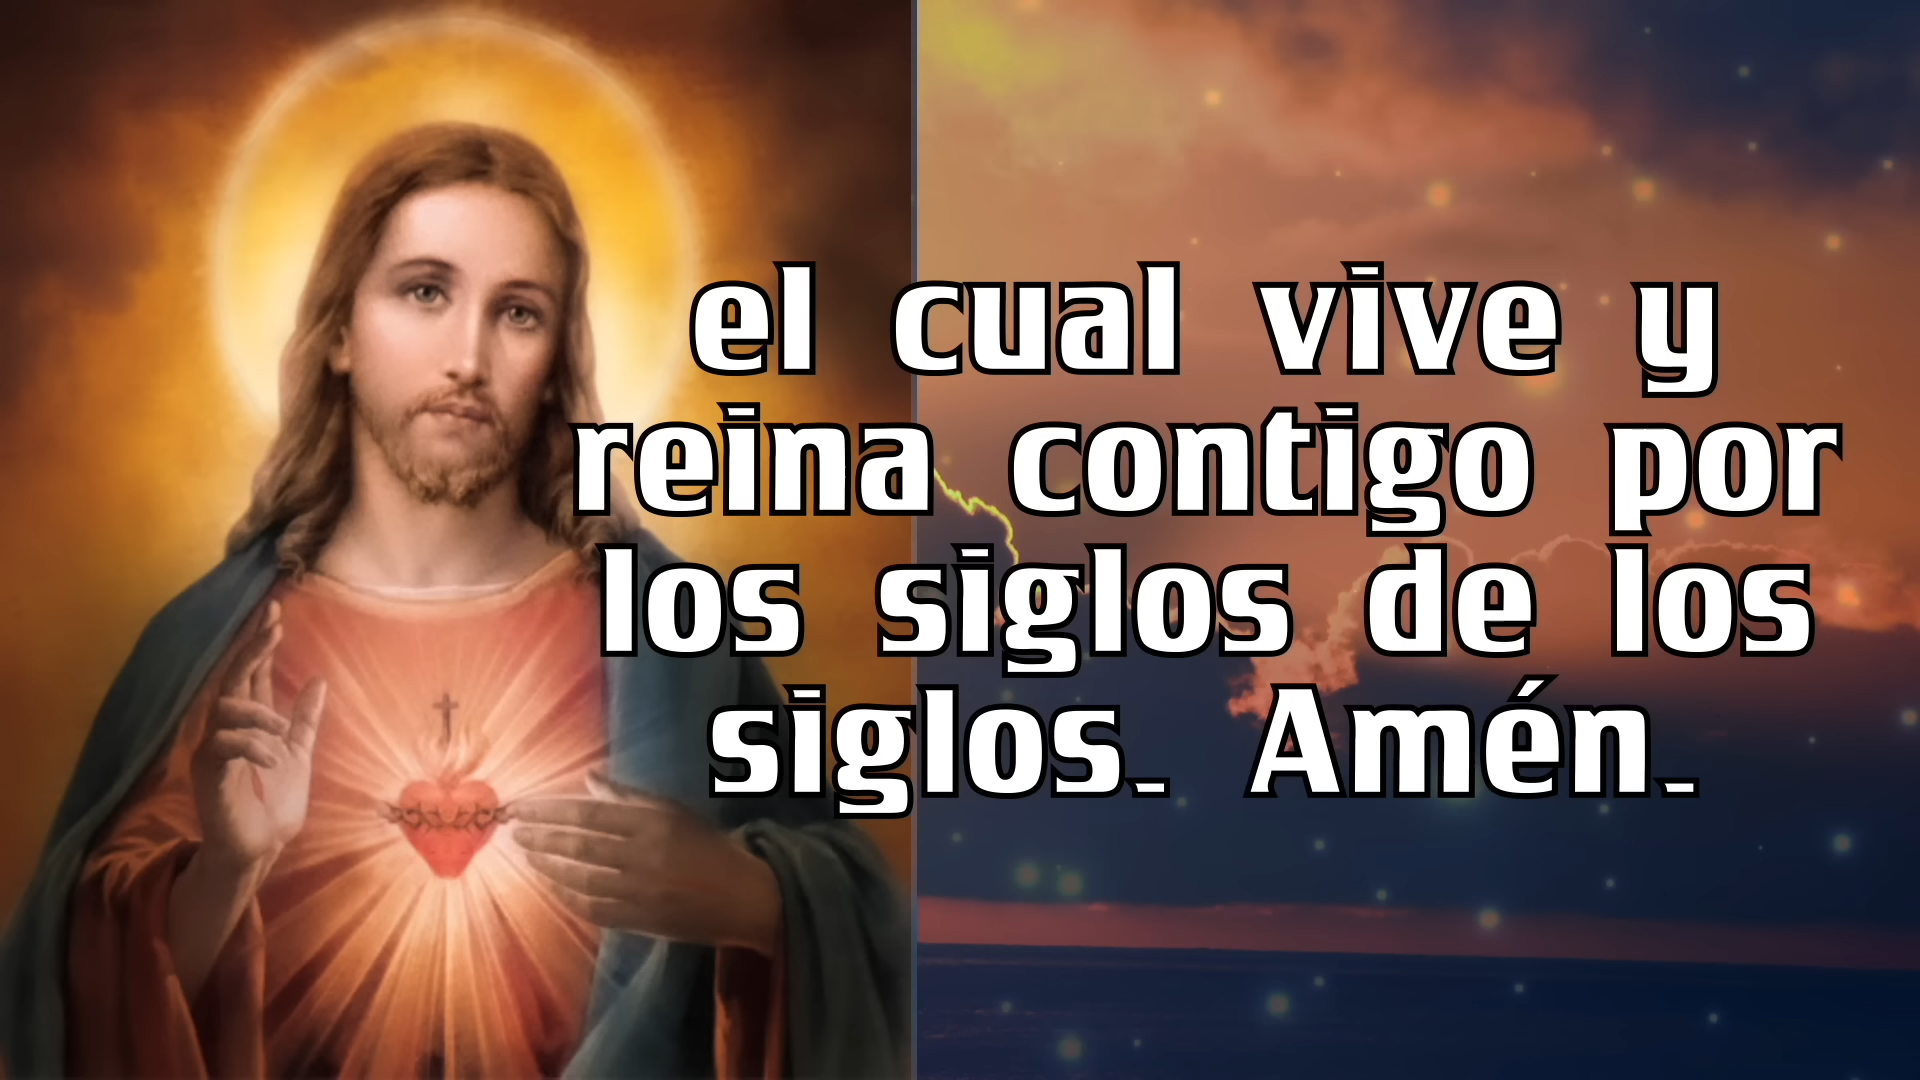 el cual vive y
reina contigo por
los siglos de los
siglos. Amén.